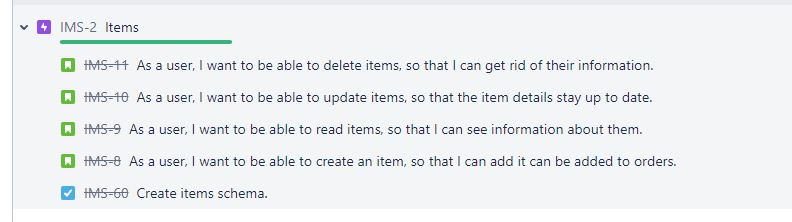 IMS-2 Items
IMS-11 As a user, I want to be able to delete items, so that I can get rid of their information.
IMS-10 As a user, I want to be able to update items, so that the item details stay up to date.
IMS-9 As a user, I want to be able to read items, so that I can see information about them.
IMS-8 As a user, I want to be able to create an item, so that I can add it can be added to orders.
IMS-60 Create items schema.